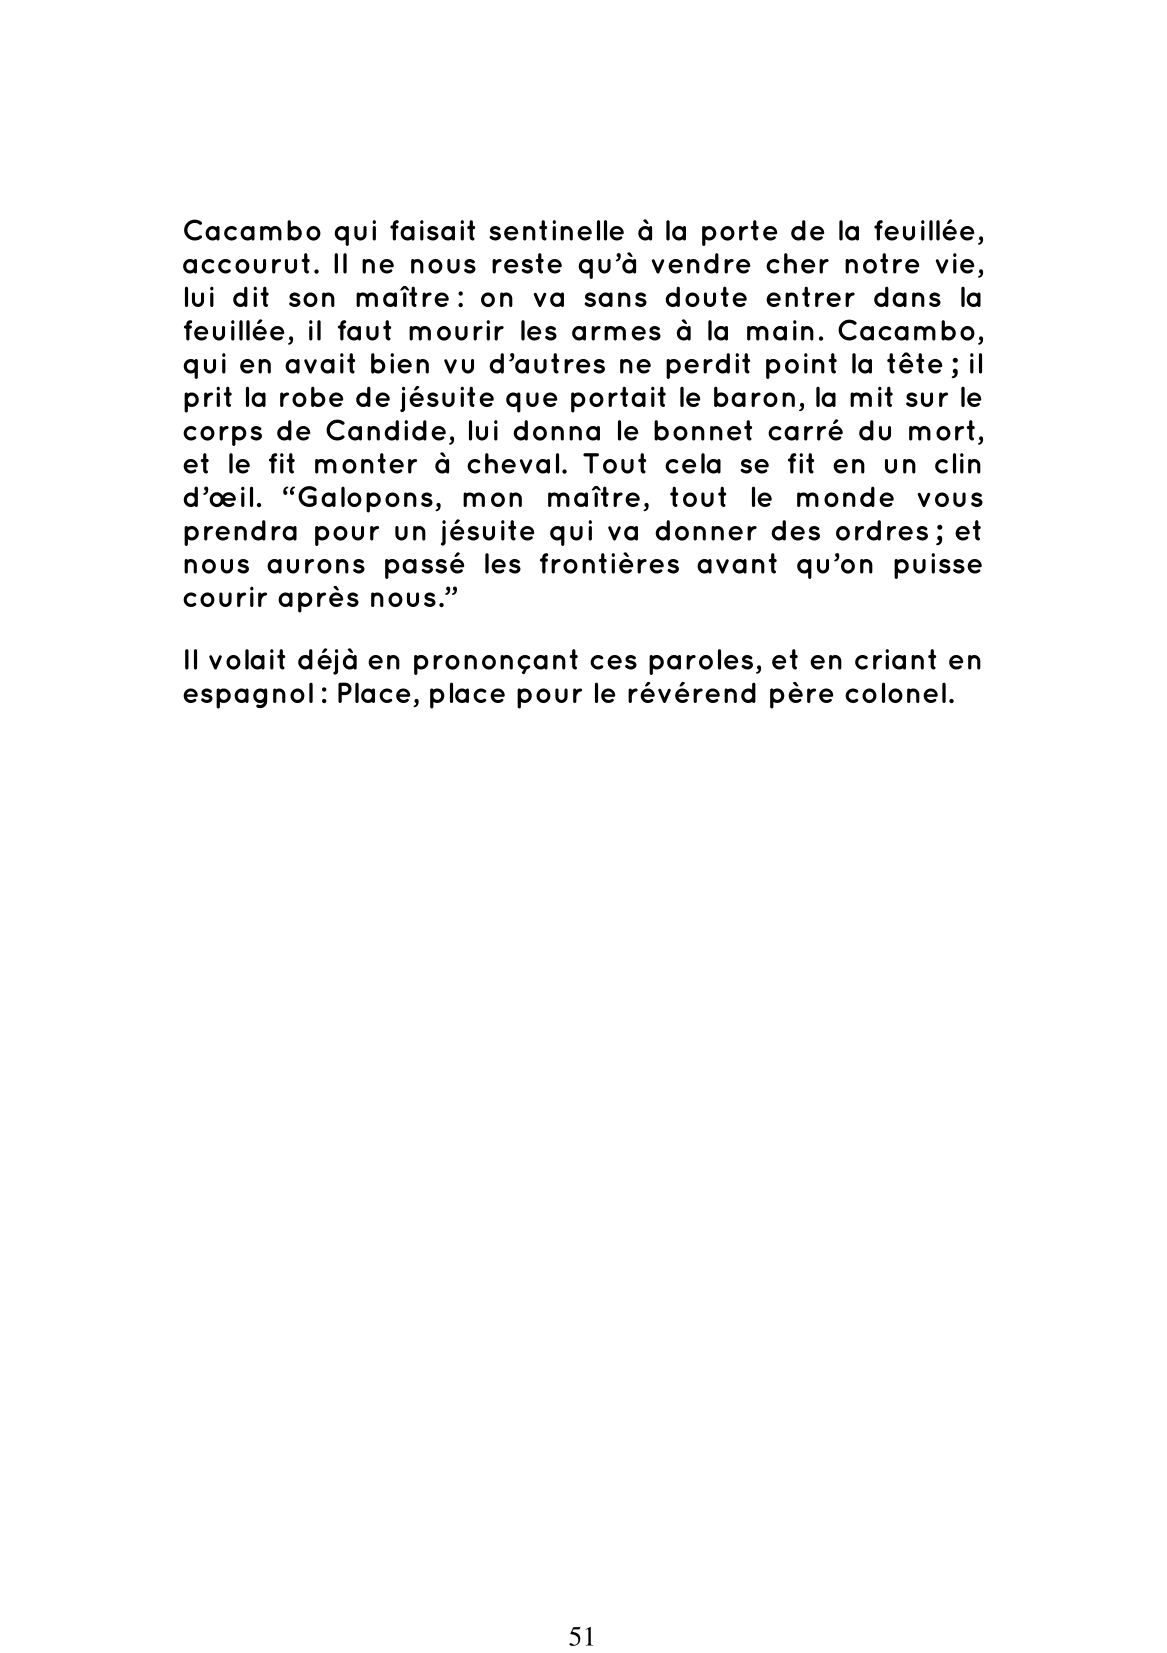 Cacambo qui faisait sentinelle à la porte de la feuillée,
accourut. Il ne nous reste qu’à vendre cher notre vie,
lui dit son maître : on va sans doute entrer dans la
feuillée, il faut mourir les armes à la main. Cacambo,
qui en avait bien vu d’autres ne perdit point la tête ; il
prit la robe de jésuite que portait le baron, la mit sur le
corps de Candide, lui donna le bonnet carré du mort,
et le fit monter à cheval. Tout cela se fit en un clin
d’œil. “Galopons, mon maître, tout le monde vous
prendra pour un jésuite qui va donner des ordres ; et
nous aurons passé les frontières avant qu’on puisse
courir après nous.”
Il volait déjà en prononçant ces paroles, et en criant en
espagnol : Place, place pour le révérend père colonel.
51